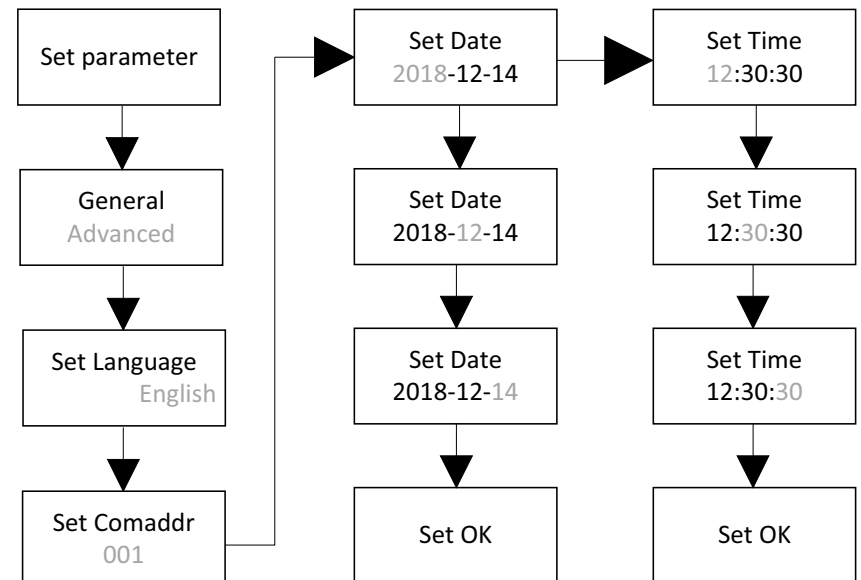 Set parameter
General
Advanced
Set Language
English
Set Comaddr
001
Set Date
2018-12-14
Set Date
2018-12-14
Set Date
2018-12-14
Set OK
Set Time
12:30:30
Set Time
12:30:30
Set Time
12:30:30
Set OK